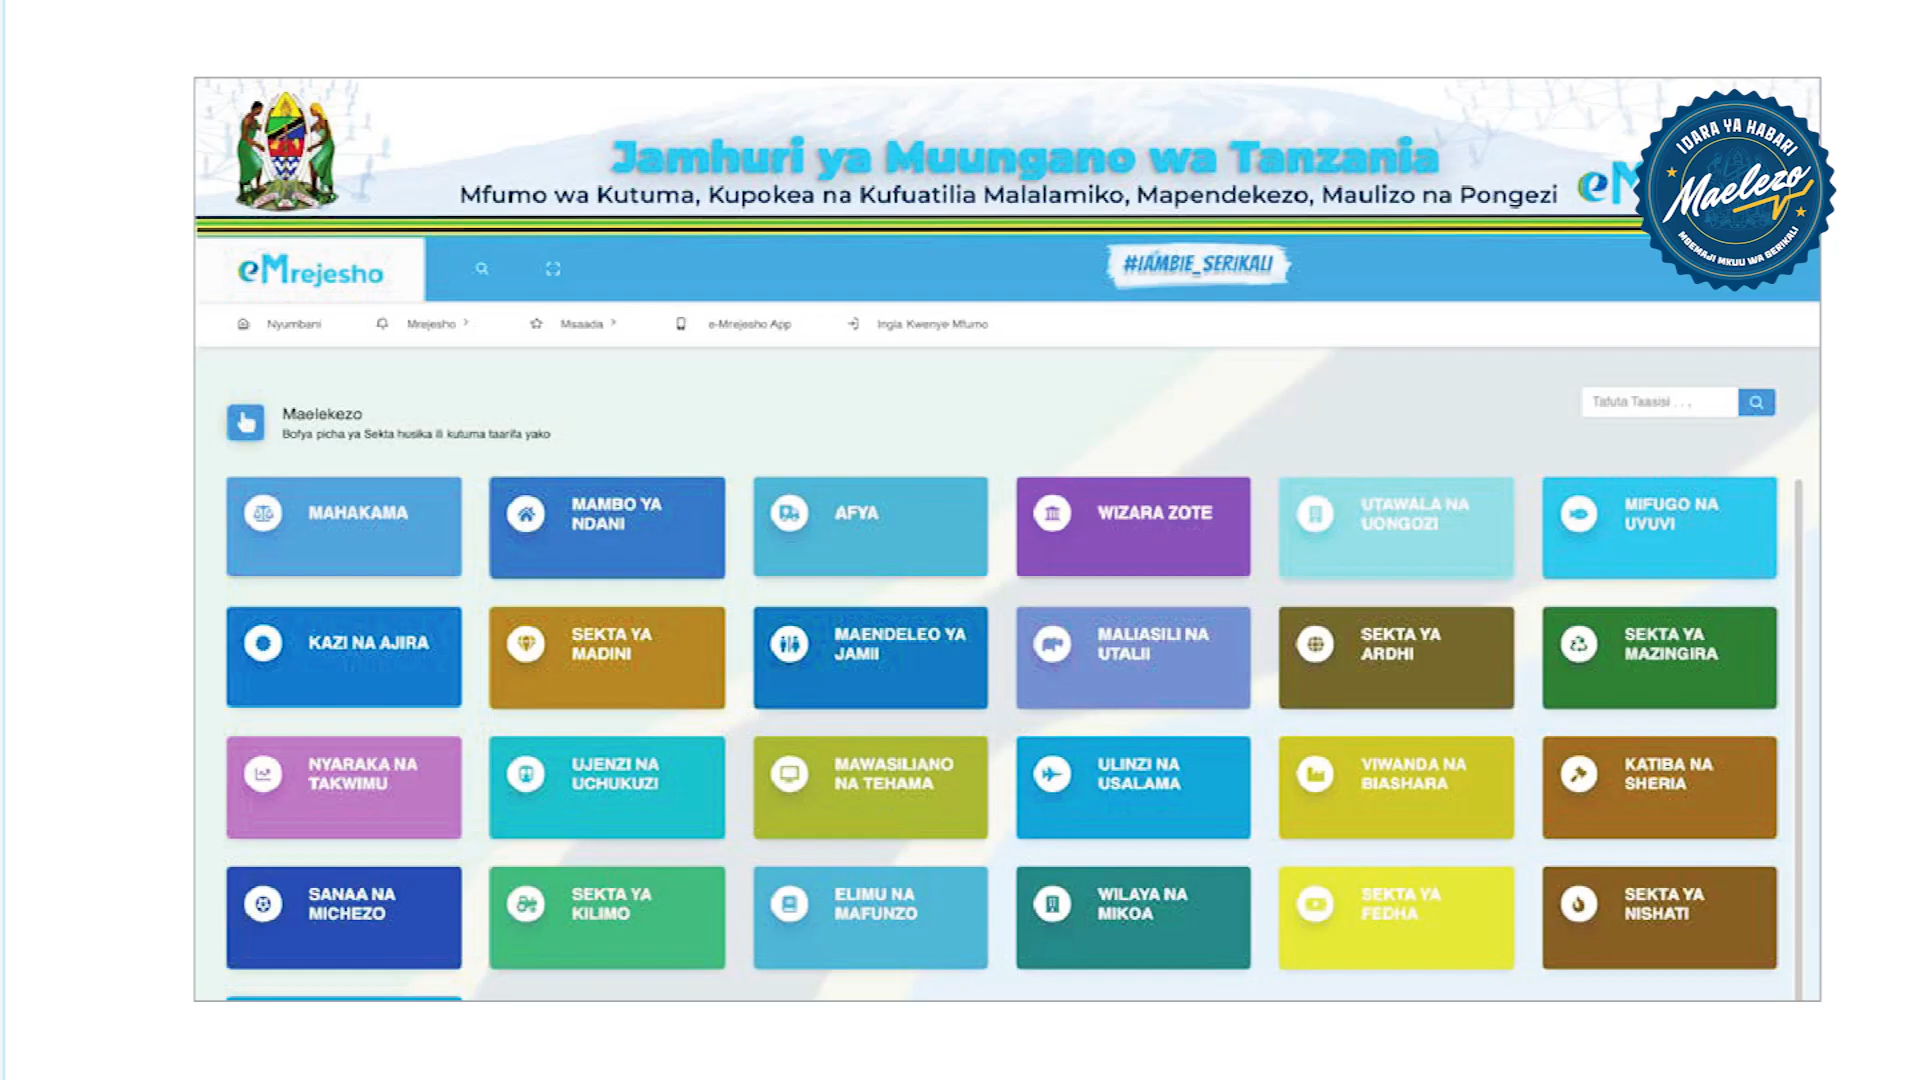 Jamhuri ya Muungano wa Tanzania
Mfumo wa Kutuma, Kupokea na Kufuatilia Malalamiko, Mapendekezo, Maulizo na Pongezi
eM
IDARA YA HABARI
Maelezo
MSEMAJI MKUU WA SERIKALI
eMrejesho
#IAMBIE_SERIKALI
Nyumbani
Mrejesho
Msaada
e-Mrejesho App
Ingia Kwenye Mfumo
Maelekezo
Bofya picha ya Sekta husika ili kutuma taarifa yako
Tafuta Taasisi . . .
MAHAKAMA
MAMBO YA
NDANI
AFYA
WIZARA ZOTE
UTAWALA NA
UONGOZI
MIFUGO NA
UVUVI
KAZI NA AJIRA
SEKTA YA
MADINI
MAENDELEO YA
JAMII
MALIASILI NA
UTALII
SEKTA YA
ARDHI
SEKTA YA
MAZINGIRA
NYARAKA NA
TAKWIMU
UJENZI NA
UCHUKUZI
MAWASILIANO
NA TEHAMA
ULINZI NA
USALAMA
VIWANDA NA
BIASHARA
KATIBA NA
SHERIA
SANAA NA
MICHEZO
SEKTA YA
KILIMO
ELIMU NA
MAFUNZO
WILAYA NA
MIKOA
SEKTA YA
FEDHA
SEKTA YA
NISHATI